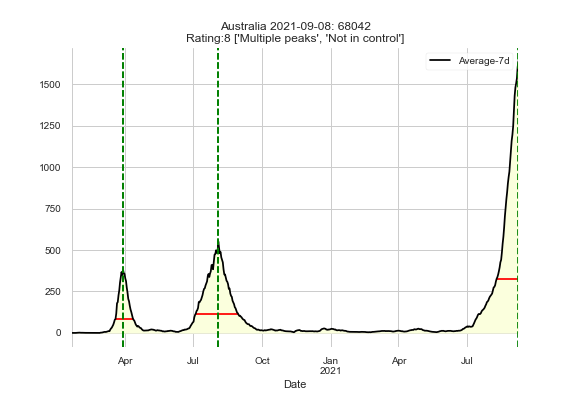 Australia 2021-09-08: 68042
Rating:8 ['Multiple peaks', 'Not in control']
Average-7d
1500
1250
1000
750
500
250
0
Apr Jul Oct Jan Apr Jul
2021
Date